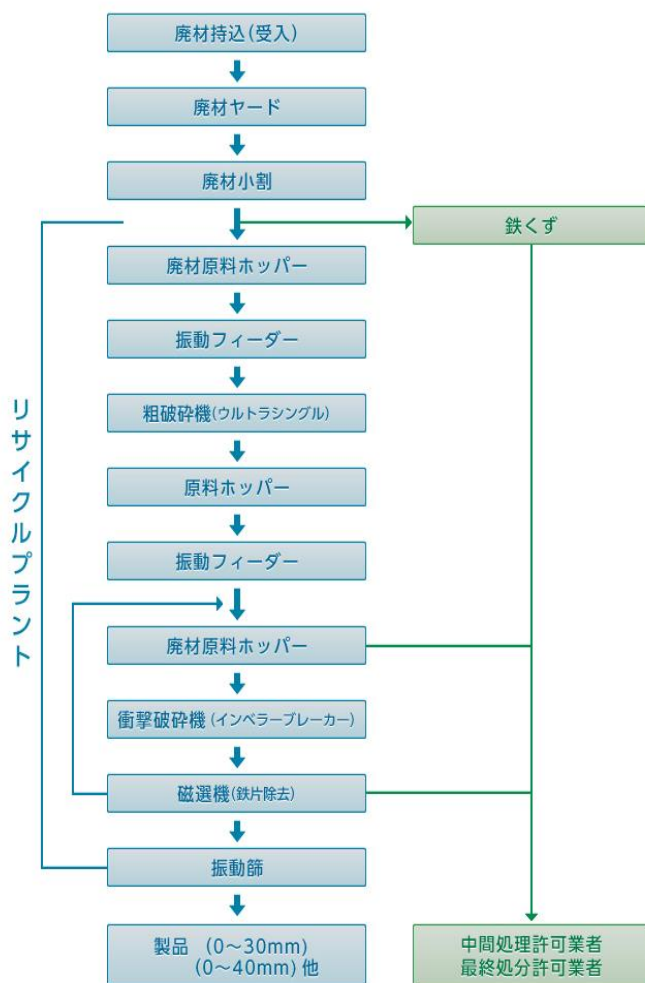 廃材持込(受入)
廃材ヤード
廃材小割
鉄くず
廃材原料ホッパー
振動フィーダー
粗破砕機(ウルトラシングル)
原料ホッパー
振動フィーダー
廃材原料ホッパー
衝撃破砕機(インペラーブレーカー)
磁選機(鉄片除去)
振動篩
製品 (0~30mm)
(0~40mm) 他
中間処理許可業者
最終処分許可業者
リサイクルプラント